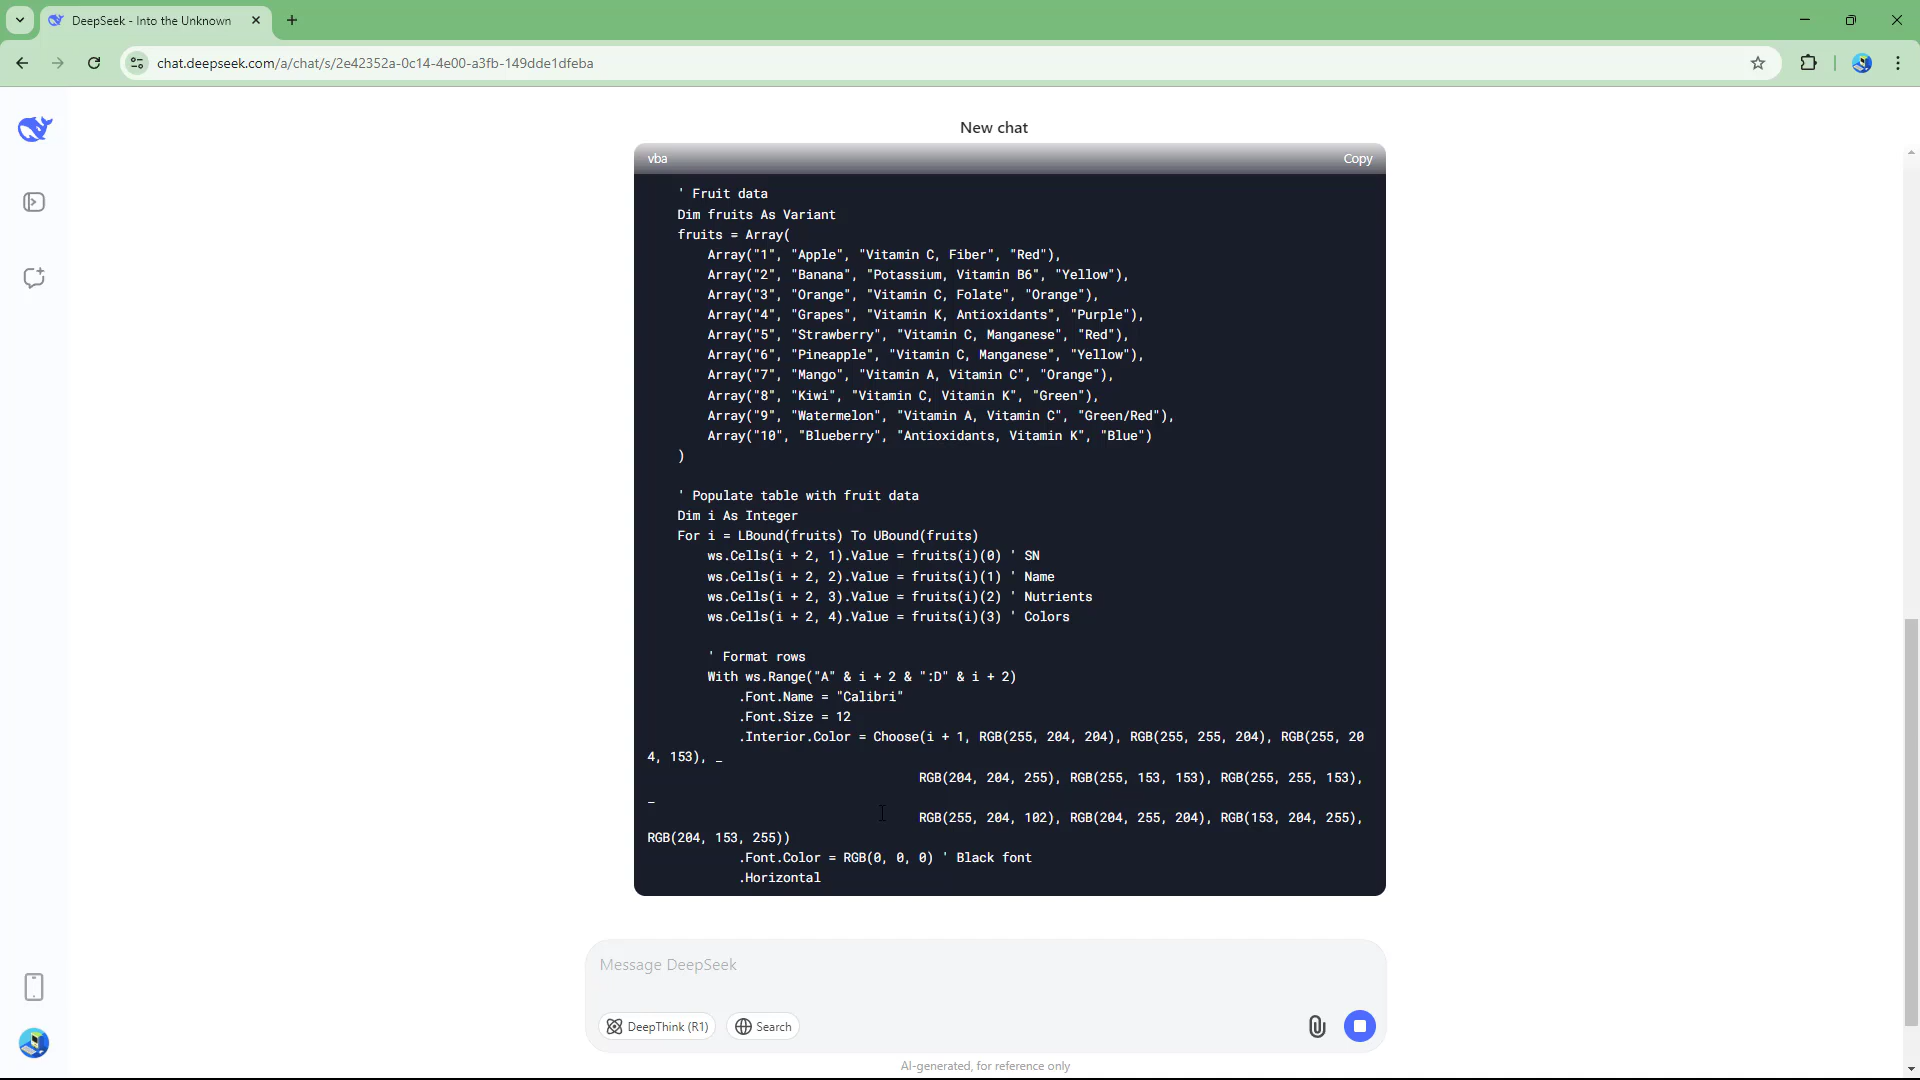 DeepSeek - Into the Unknown
chat.deepseek.com/a/chat/s/2e42352a-0c14-4e00-a3fb-149dde1dfeba
New chat
vba
Copy
' Fruit data
Dim fruits As Variant
fruits = Array(
Array("1", "Apple", "Vitamin C, Fiber", "Red"),
Array("2", "Banana", "Potassium, Vitamin B6", "Yellow"),
Array("3", "Orange", "Vitamin C, Folate", "Orange"),
Array("4", "Grapes", "Vitamin K, Antioxidants", "Purple"),
Array("5", "Strawberry", "Vitamin C, Manganese", "Red"),
Array("6", "Pineapple", "Vitamin C, Manganese", "Yellow"),
Array("7", "Mango", "Vitamin A, Vitamin C", "Orange"),
Array("8", "Kiwi", "Vitamin C, Vitamin K", "Green"),
Array("9", "Watermelon", "Vitamin A, Vitamin C", "Green/Red"),
Array("10", "Blueberry", "Antioxidants, Vitamin K", "Blue")
)
' Populate table with fruit data
Dim i As Integer
For i = LBound(fruits) To UBound(fruits)
ws.Cells(i + 2, 1).Value = fruits(i)(0) ' SN
ws.Cells(i + 2, 2).Value = fruits(i)(1) ' Name
ws.Cells(i + 2, 3).Value = fruits(i)(2) ' Nutrients
ws.Cells(i + 2, 4).Value = fruits(i)(3) ' Colors
' Format rows
With ws.Range("A" & i + 2 & ":D" & i + 2)
.Font.Name = "Calibri"
.Font.Size = 12
.Interior.Color = Choose(i + 1, RGB(255, 204, 204), RGB(255, 255, 204), RGB(255, 20
4, 153), _
RGB(204, 204, 255), RGB(255, 153, 153), RGB(255, 255, 153),
_
RGB(255, 204, 102), RGB(204, 255, 204), RGB(153, 204, 255),
RGB(204, 153, 255))
.Font.Color = RGB(0, 0, 0) ' Black font
.Horizontal
Message DeepSeek
DeepThink (R1)
Search
AI-generated, for reference only